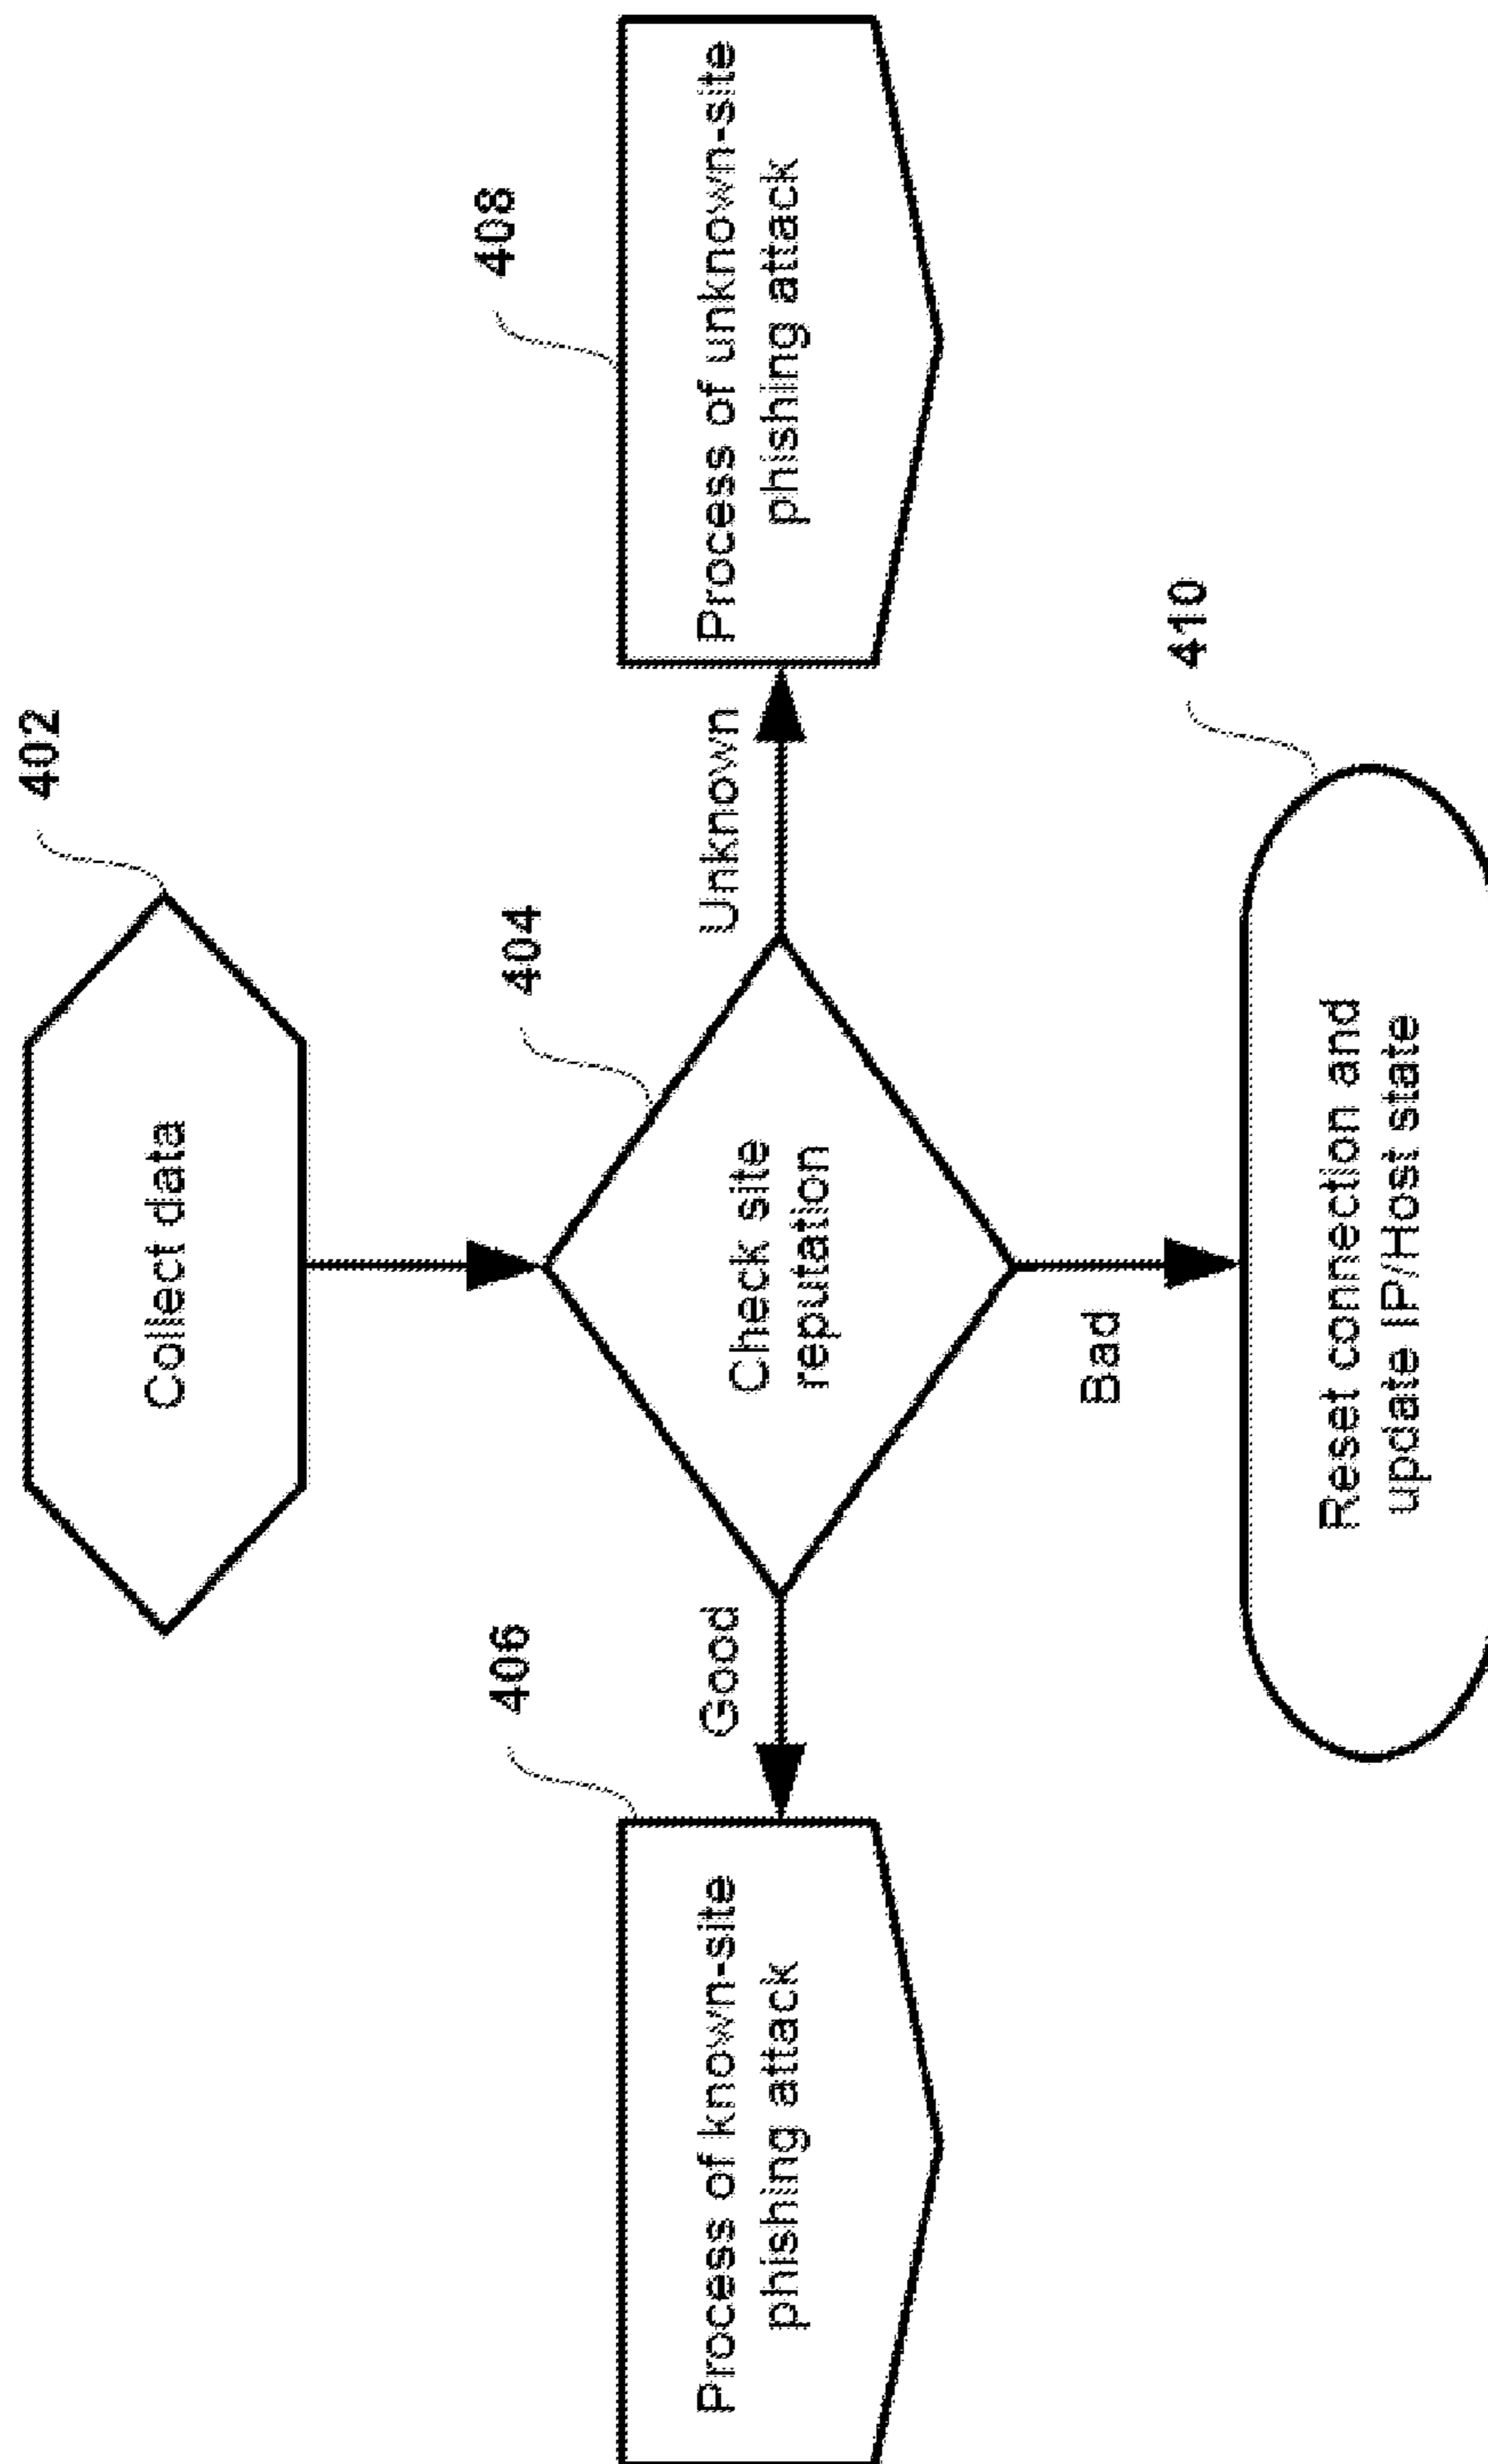 402
Collect data
404
Check site
reputation
Good
Unknown
Bad
406
Process of known-site
phishing attack
408
Process of unknown-site
phishing attack
410
Reset connection and
update IP/Host state